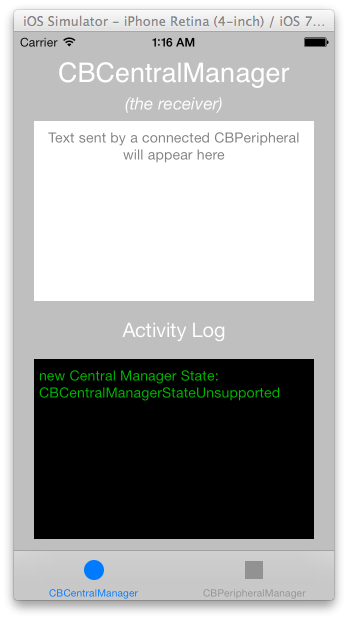 iOS Simulator – iPhone Retina (4-inch) / iOS 7...
Carrier 1:16 AM
CBCentralManager
(the receiver)
Text sent by a connected CBPeripheral
will appear here
Activity Log
new Central Manager State:
CBCentralManagerStateUnsupported
CBCentralManager CBPeripheralManager